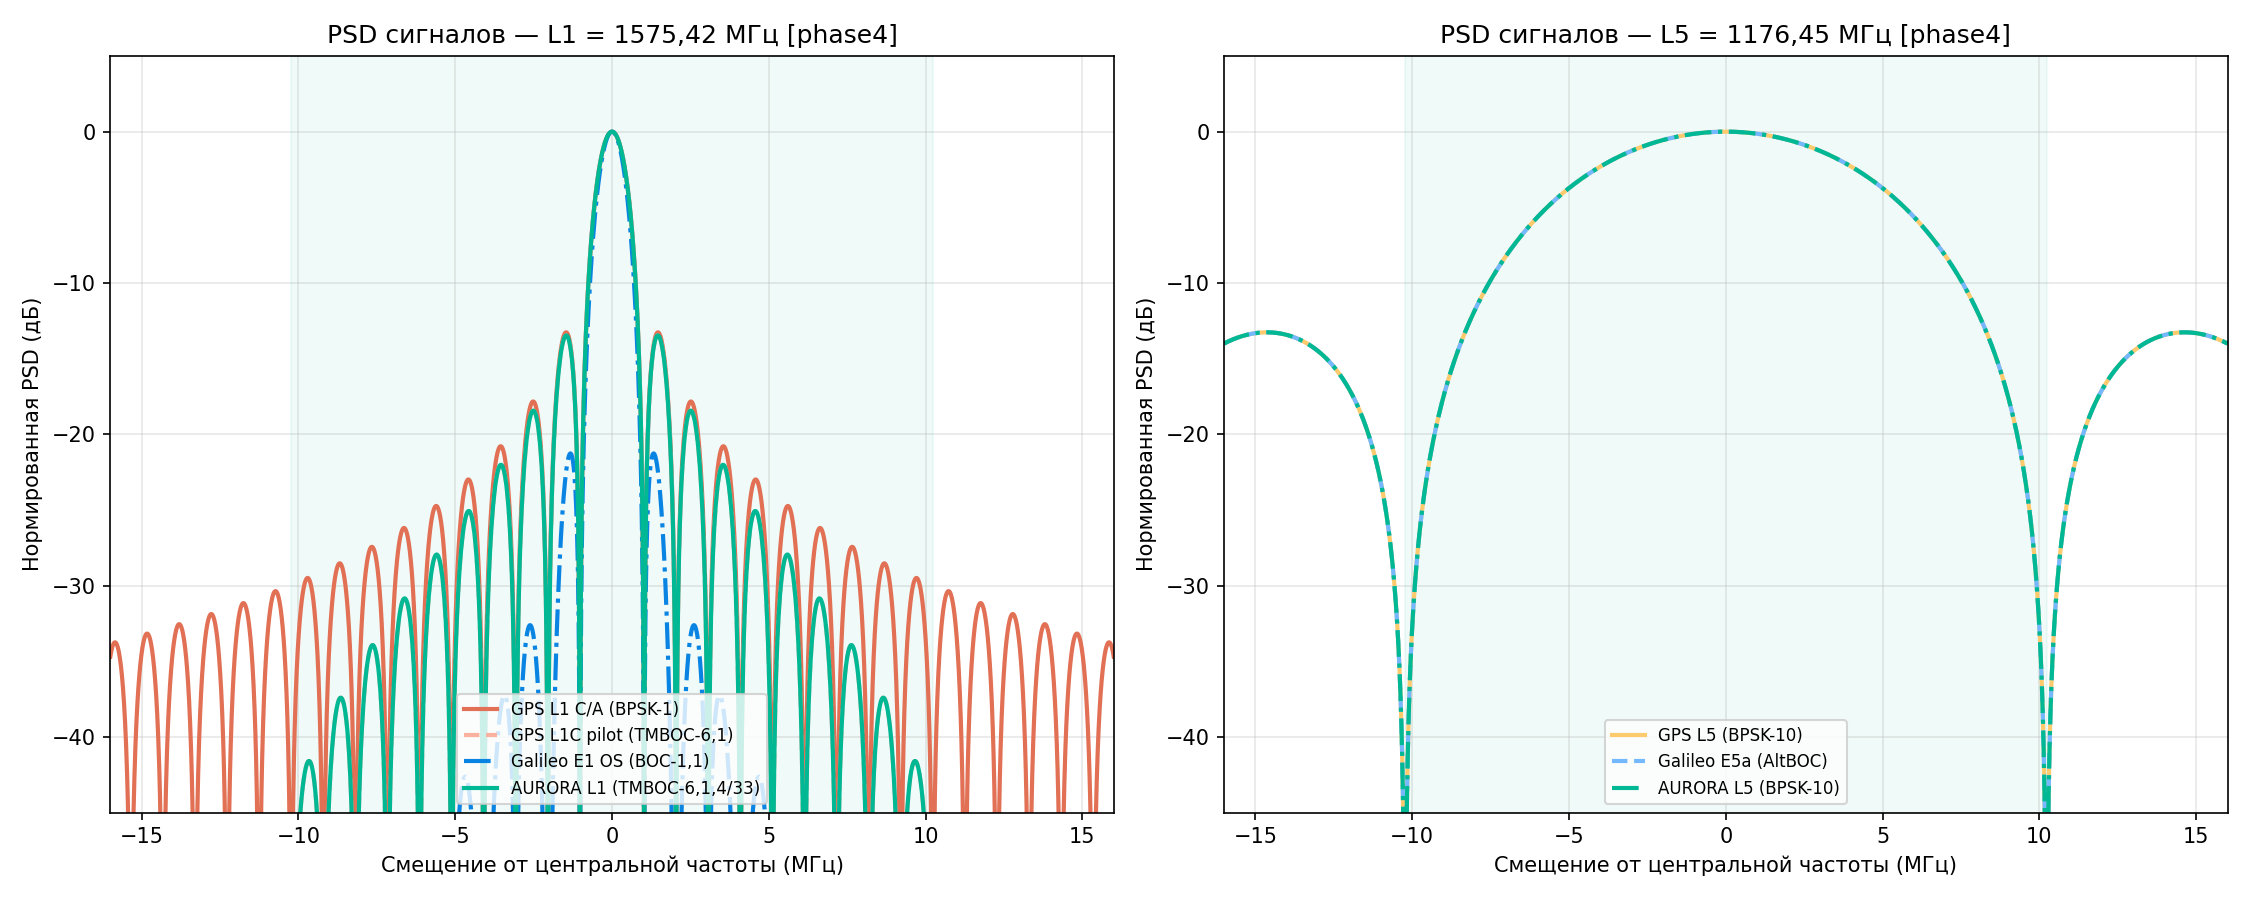 PSD сигналов — L1 = 1575,42 МГц [phase4]
Нормированная PSD (дБ)
0
−10
−20
−30
−40
GPS L1 C/A (BPSK-1)
GPS L1C pilot (TMBOC-6,1)
Galileo E1 OS (BOC-1,1)
AURORA L1 (TMBOC-6,1,4/33)
−15 −10 −5 0 5 10 15
Смещение от центральной частоты (МГц)
PSD сигналов — L5 = 1176,45 МГц [phase4]
Нормированная PSD (дБ)
0
−10
−20
−30
−40
GPS L5 (BPSK-10)
Galileo E5a (AltBOC)
AURORA L5 (BPSK-10)
−15 −10 −5 0 5 10 15
Смещение от центральной частоты (МГц)